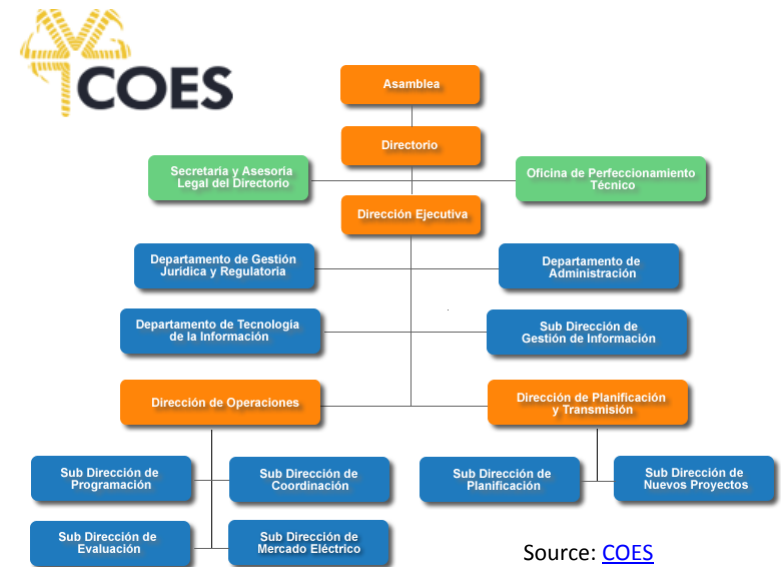 COES
Asamblea
Directorio
Secretaria y Asesoría
Legal del Directorio
Oficina de Perfeccionamiento
Técnico
Dirección Ejecutiva
Departamento de Gestión
Jurídica y Regulatoria
Departamento de
Administración
Departamento de Tecnología
de la Información
Sub Dirección de
Gestión de Información
Dirección de Operaciones
Dirección de Planificación
y Transmisión
Sub Dirección de
Programación
Sub Dirección de
Coordinación
Sub Dirección de
Planificación
Sub Dirección de
Nuevos Proyectos
Sub Dirección de
Evaluación
Sub Dirección de
Mercado Eléctrico
Source: COES